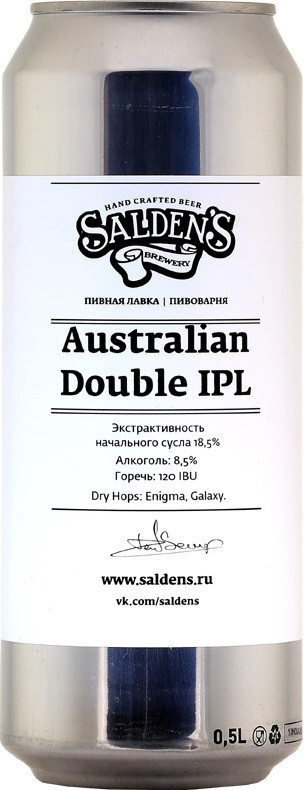 HAND CRAFTED BEER
SALDEN'S
BREWERY
ПИВНАЯ ЛАВКА | ПИВОВАРНЯ
Australian
Double IPL
Экстрактивность
начального сусла 18,5%
Алкоголь: 8,5%
Горечь: 120 IBU
Dry Hops: Enigma, Galaxy.
www.saldens.ru
vk.com/saldens
0,5L